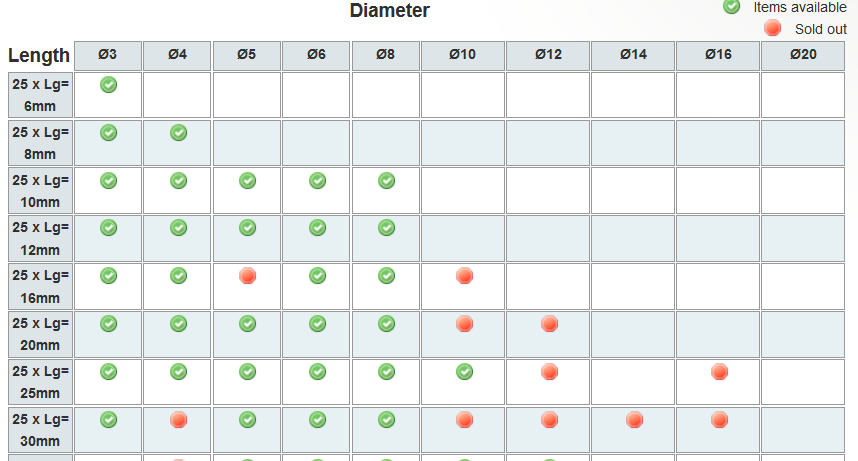 Diameter
Items available
Sold out
Length Ø3 Ø4 Ø5 Ø6 Ø8 Ø10 Ø12 Ø14 Ø16 Ø20
25 x Lg=
6mm
25 x Lg=
8mm
25 x Lg=
10mm
25 x Lg=
12mm
25 x Lg=
16mm
25 x Lg=
20mm
25 x Lg=
25mm
25 x Lg=
30mm